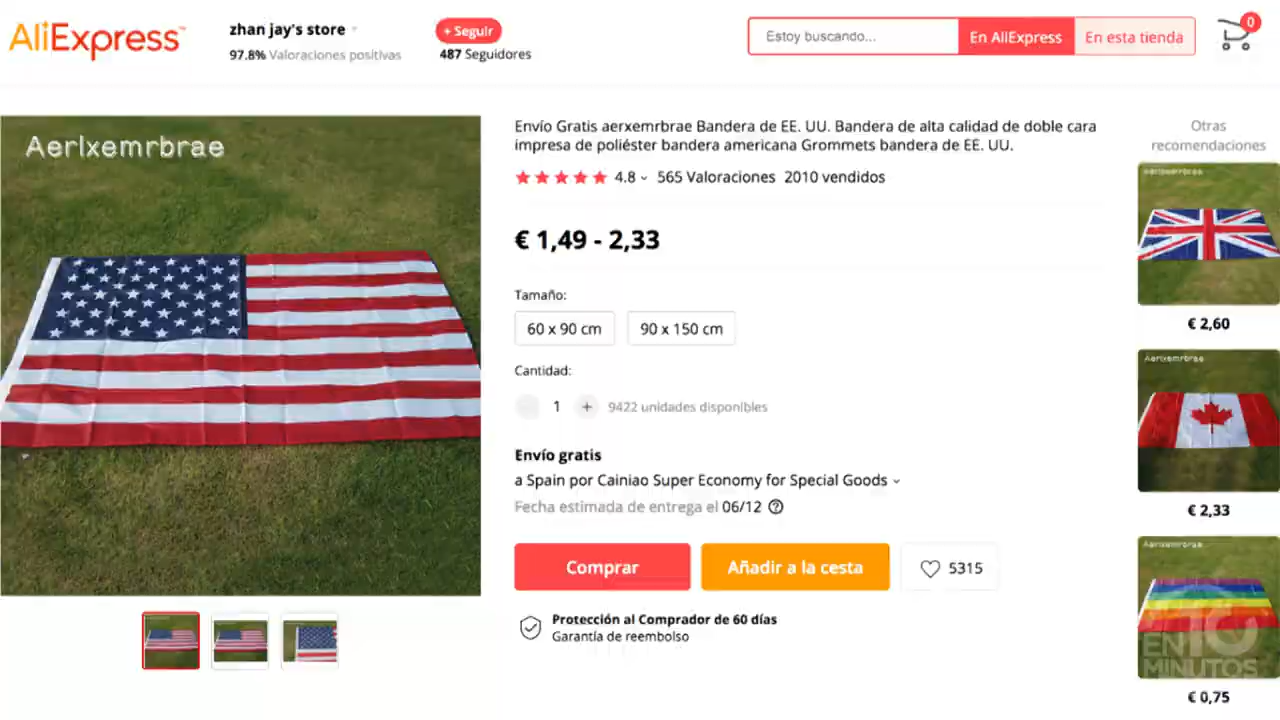 AliExpress™
zhan jay's store
97.8% Valoraciones positivas
+ Seguir
487 Seguidores
Estoy buscando...
En AliExpress
En esta tienda
0
Aerlxemrbrae
Envío Gratis aerxemrbrae Bandera de EE. UU. Bandera de alta calidad de doble cara
impresa de poliéster bandera americana Grommets bandera de EE. UU.
4.8
565 Valoraciones
2010 vendidos
€ 1,49 - 2,33
Tamaño:
60 x 90 cm
90 x 150 cm
Cantidad:
1 +
9422 unidades disponibles
Envío gratis
a Spain por Cainiao Super Economy for Special Goods
Fecha estimada de entrega el 06/12
Comprar
Añadir a la cesta
5315
Protección al Comprador de 60 días
Garantía de reembolso
Otras
recomendaciones
Aerlxemrbrae
€ 2,60
Aerlxemrbrae
€ 2,33
Aerlxemrbrae
EN 10
MINUTOS
€ 0,75